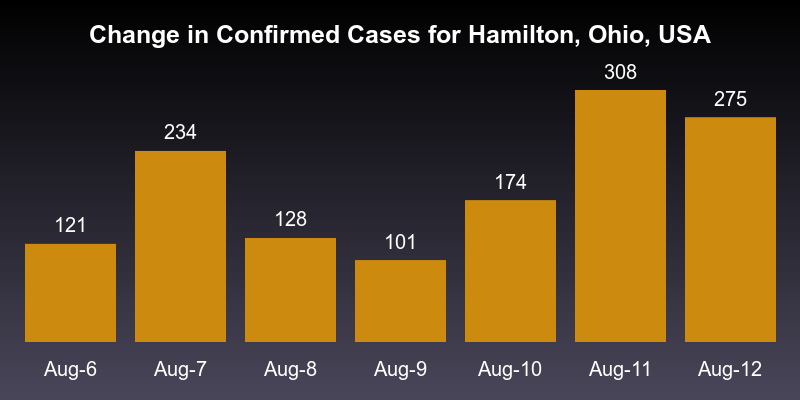 Change in Confirmed Cases for Hamilton, Ohio, USA
121
234
128
101
174
308
275
Aug-6
Aug-7
Aug-8
Aug-9
Aug-10
Aug-11
Aug-12